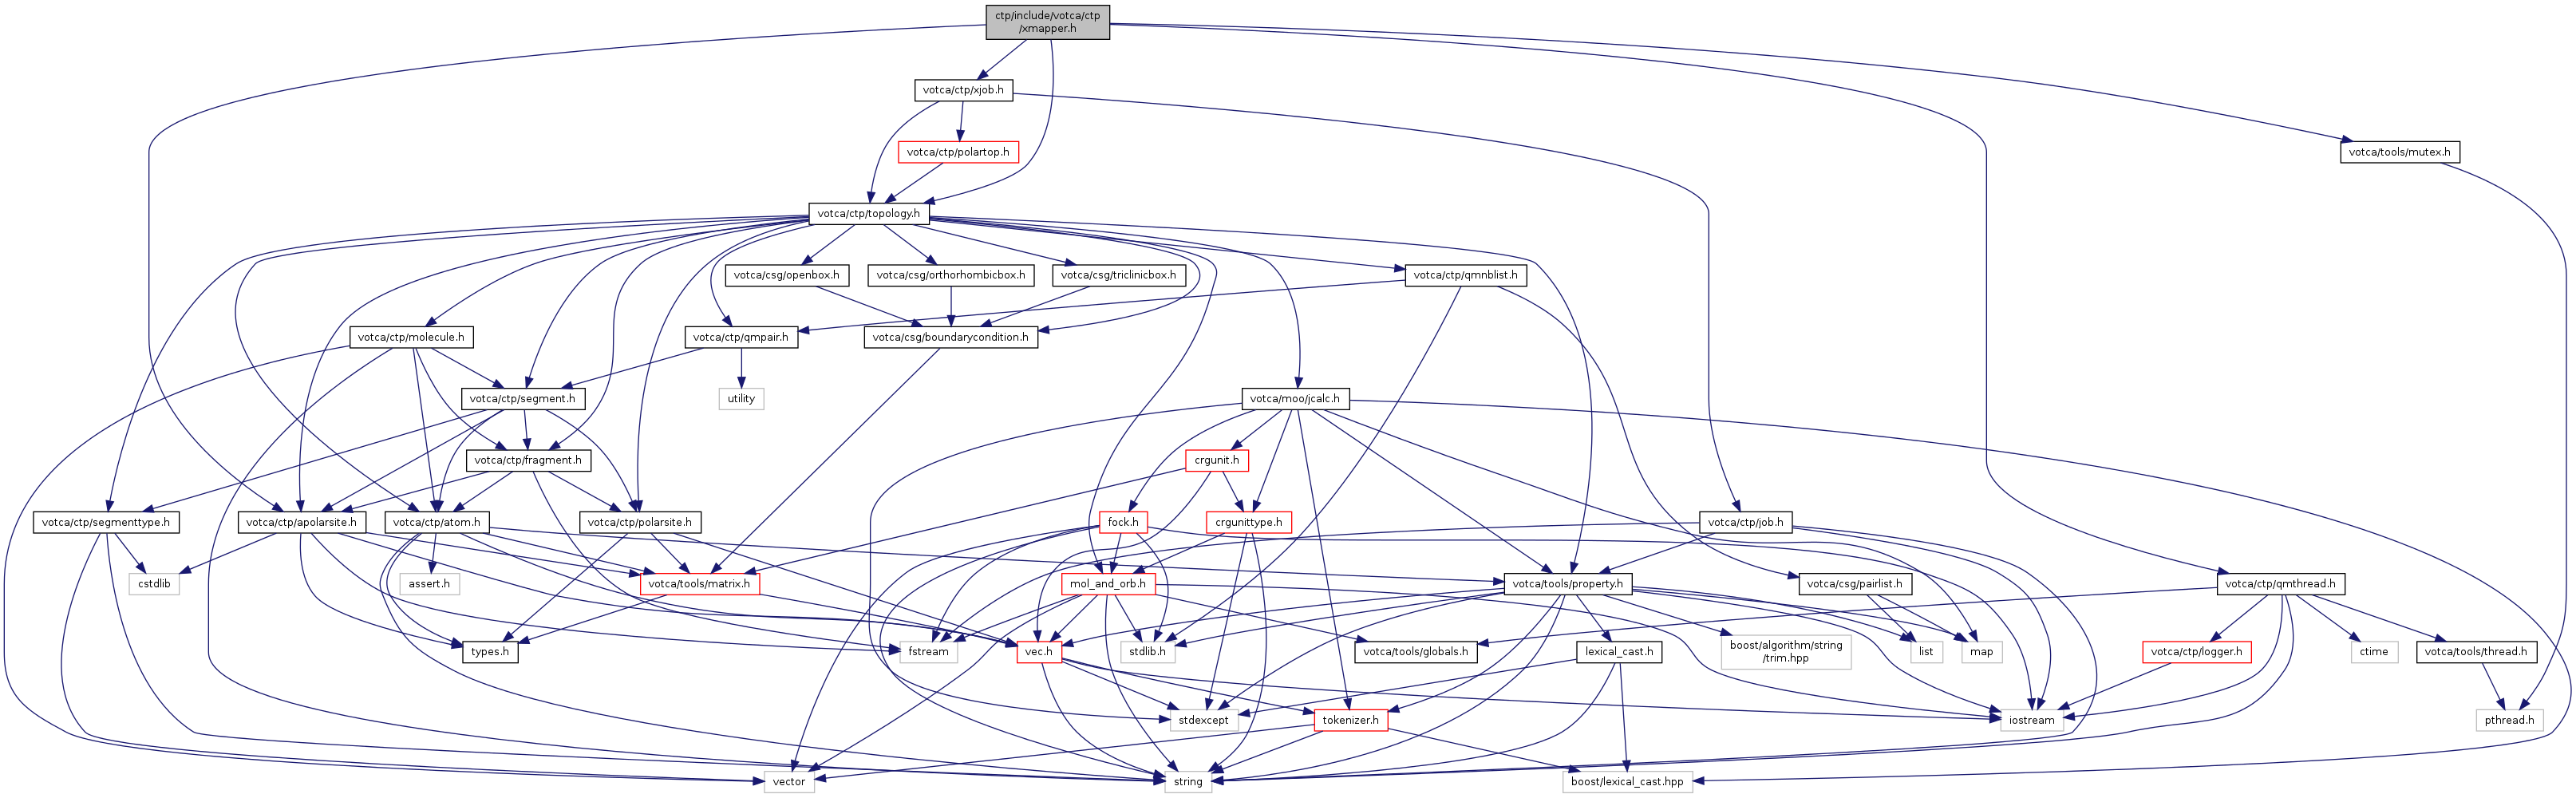 ctp/include/votca/ctp
/xmapper.h
votca/ctp/xjob.h
votca/ctp/polartop.h
votca/tools/mutex.h
votca/ctp/topology.h
votca/csg/openbox.h
votca/csg/orthorhombicbox.h
votca/csg/triclinicbox.h
votca/ctp/qmnblist.h
votca/ctp/molecule.h
votca/ctp/qmpair.h
votca/csg/boundarycondition.h
votca/ctp/segment.h
utility
votca/moo/jcalc.h
votca/ctp/fragment.h
crgunit.h
votca/ctp/segmenttype.h
votca/ctp/apolarsite.h
votca/ctp/atom.h
votca/ctp/polarsite.h
fock.h
crgunittype.h
votca/ctp/job.h
cstdlib
assert.h
votca/tools/matrix.h
mol_and_orb.h
votca/tools/property.h
votca/csg/pairlist.h
votca/ctp/qmthread.h
types.h
fstream
vec.h
stdlib.h
votca/tools/globals.h
lexical_cast.h
boost/algorithm/string
/trim.hpp
list
map
votca/ctp/logger.h
ctime
votca/tools/thread.h
stdexcept
tokenizer.h
iostream
pthread.h
vector
string
boost/lexical_cast.hpp